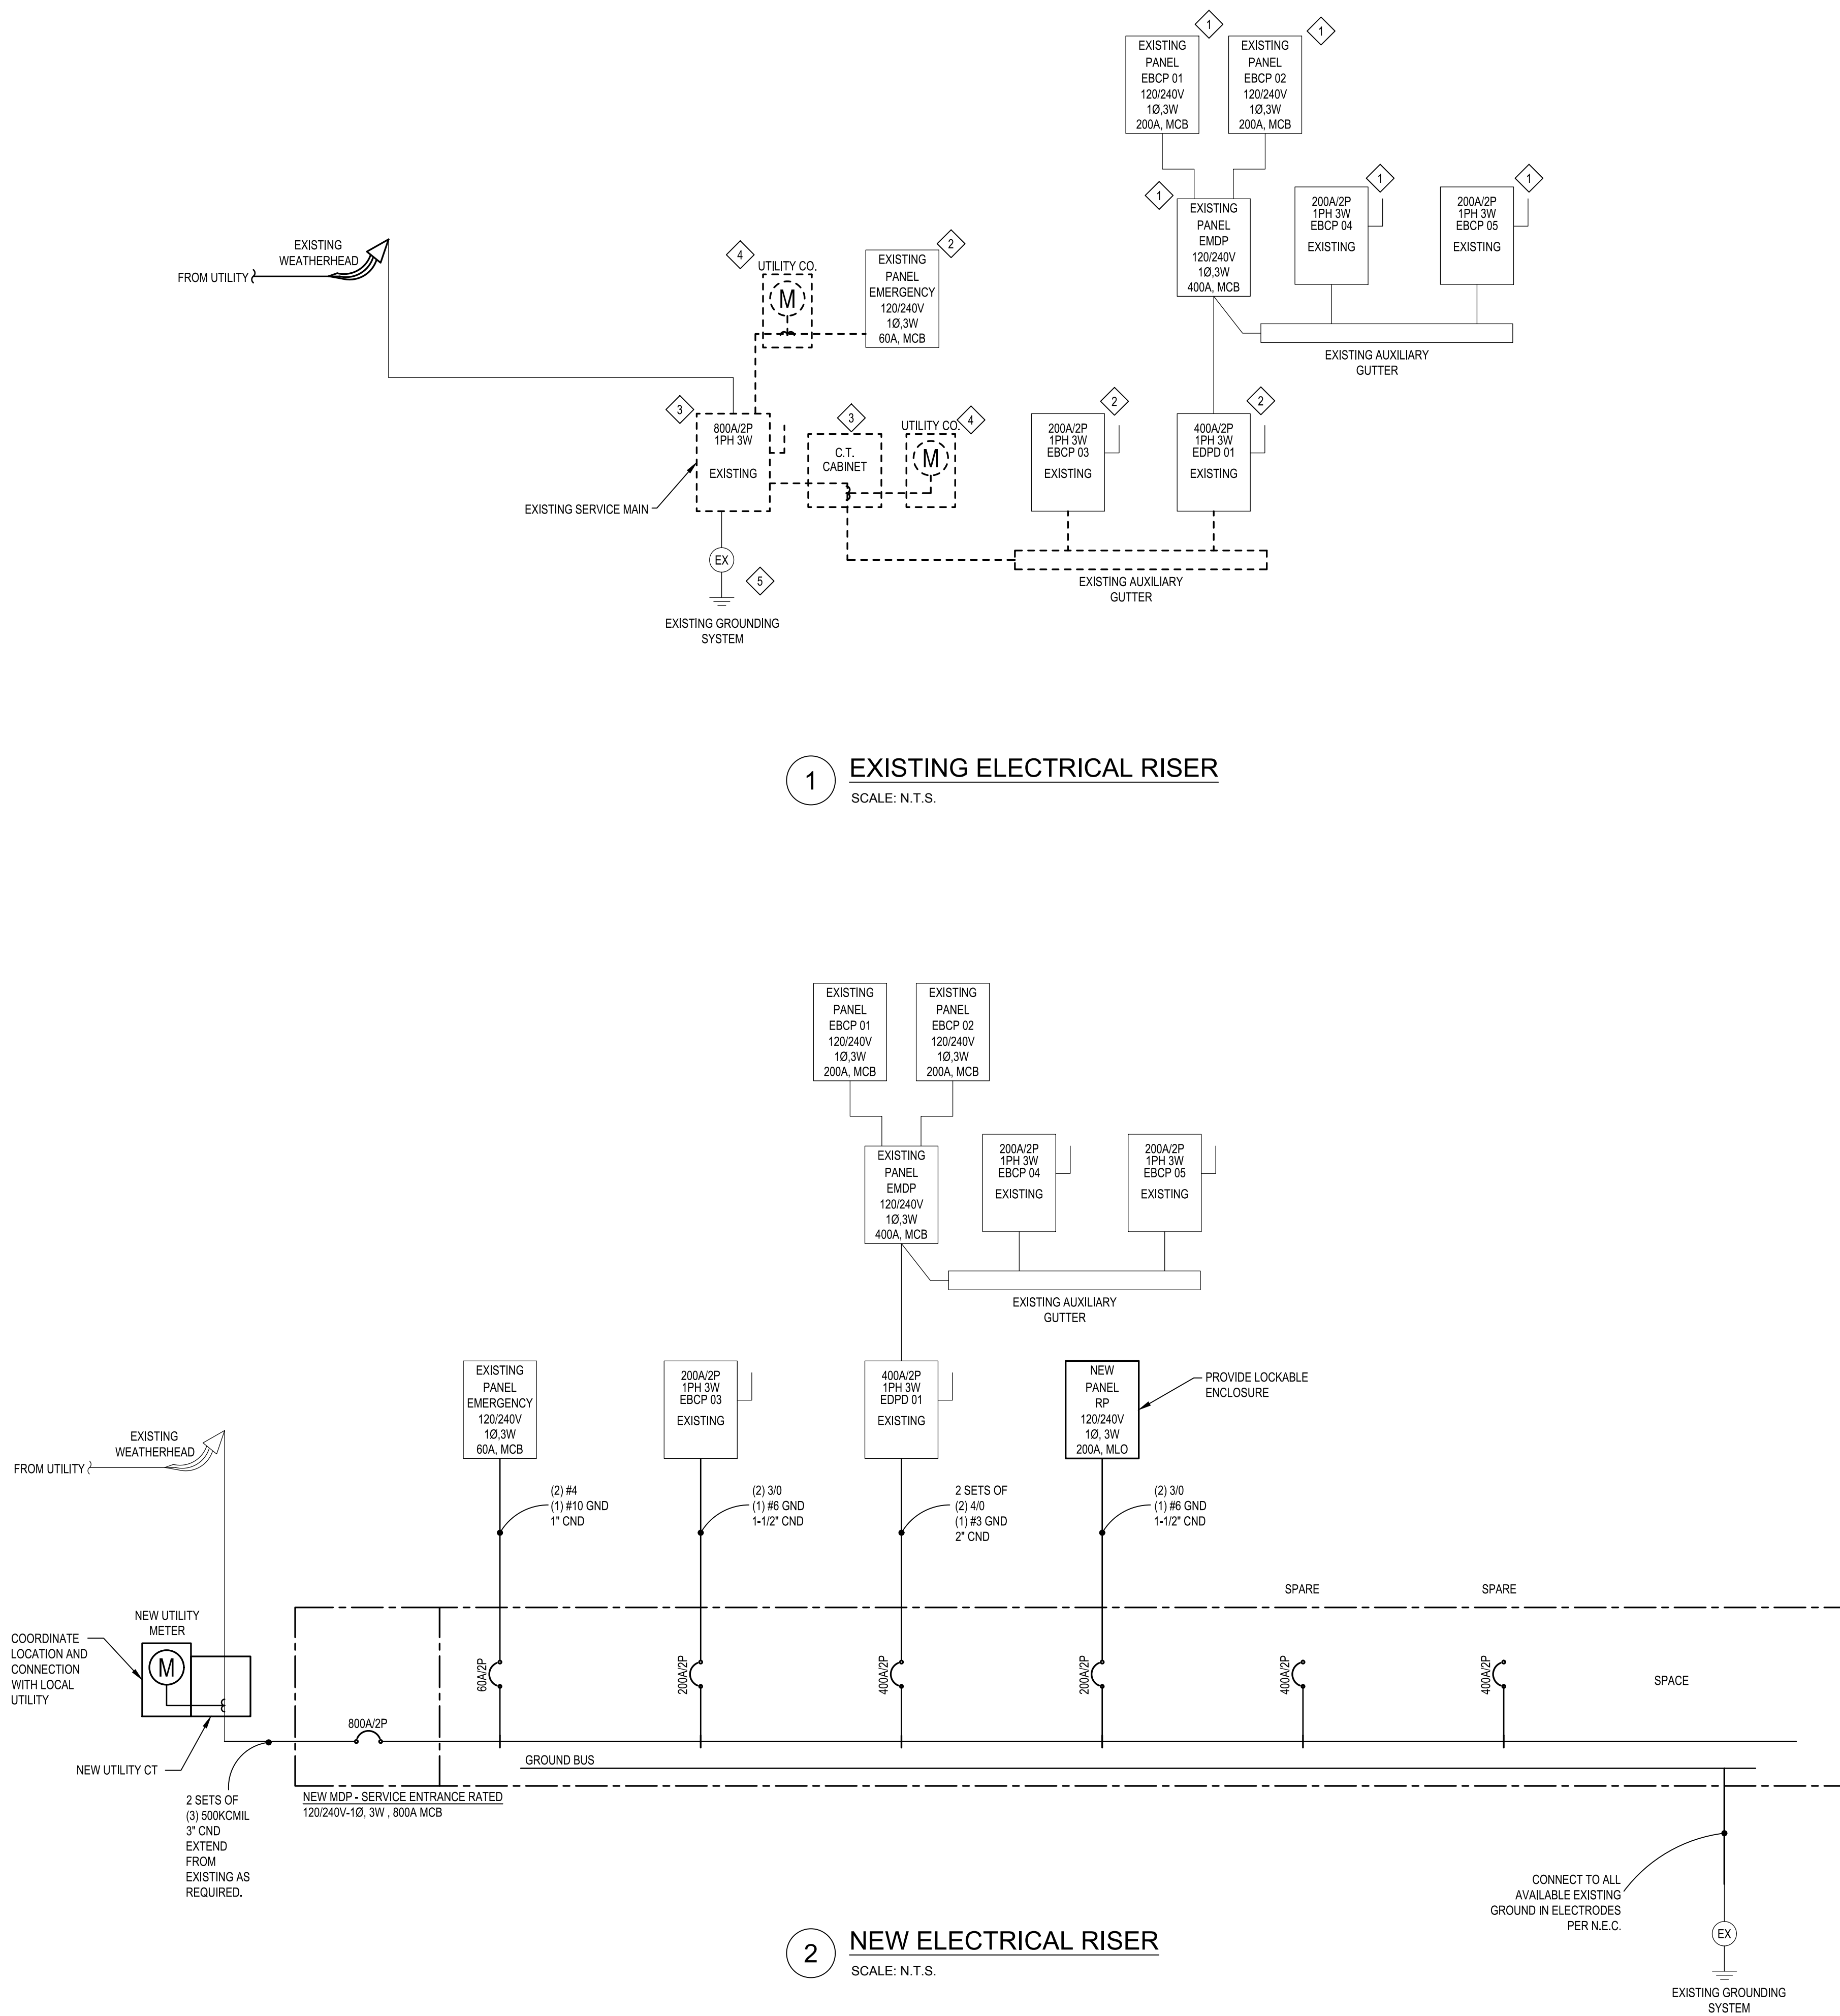 1
1
EXISTING
PANEL
EBCP 01
120/240V
1Ø,3W
200A, MCB
EXISTING
PANEL
EBCP 02
120/240V
1Ø,3W
200A, MCB
1
EXISTING
PANEL
EMDP
120/240V
1Ø,3W
400A, MCB
1
200A/2P
1PH 3W
EBCP 04
EXISTING
1
200A/2P
1PH 3W
EBCP 05
EXISTING
EXISTING AUXILIARY
GUTTER
EXISTING
WEATHERHEAD
FROM UTILITY
4
UTILITY CO.
M
2
EXISTING
PANEL
EMERGENCY
120/240V
1Ø,3W
60A, MCB
3
800A/2P
1PH 3W
EXISTING
EXISTING SERVICE MAIN
3
C.T.
CABINET
UTILITY CO.
4
M
2
200A/2P
1PH 3W
EBCP 03
EXISTING
2
400A/2P
1PH 3W
EDPD 01
EXISTING
EXISTING AUXILIARY
GUTTER
EX
5
EXISTING GROUNDING
SYSTEM
1
EXISTING ELECTRICAL RISER
SCALE: N.T.S.
EXISTING
PANEL
EBCP 01
120/240V
1Ø,3W
200A, MCB
EXISTING
PANEL
EBCP 02
120/240V
1Ø,3W
200A, MCB
EXISTING
PANEL
EMDP
120/240V
1Ø,3W
400A, MCB
200A/2P
1PH 3W
EBCP 04
EXISTING
200A/2P
1PH 3W
EBCP 05
EXISTING
EXISTING AUXILIARY
GUTTER
EXISTING
PANEL
EMERGENCY
120/240V
1Ø,3W
60A, MCB
200A/2P
1PH 3W
EBCP 03
EXISTING
400A/2P
1PH 3W
EDPD 01
EXISTING
NEW
PANEL
RP
120/240V
1Ø, 3W
200A, MLO
PROVIDE LOCKABLE
ENCLOSURE
EXISTING
WEATHERHEAD
FROM UTILITY
(2) #4
(1) #10 GND
1" CND
(2) 3/0
(1) #6 GND
1-1/2" CND
2 SETS OF
(2) 4/0
(1) #3 GND
2" CND
(2) 3/0
(1) #6 GND
1-1/2" CND
SPARE
SPARE
NEW UTILITY
METER
M
COORDINATE
LOCATION AND
CONNECTION
WITH LOCAL
UTILITY
60A/2P
200A/2P
400A/2P
200A/2P
400A/2P
400A/2P
SPACE
800A/2P
GROUND BUS
NEW UTILITY CT
NEW MDP - SERVICE ENTRANCE RATED
120/240V-1Ø, 3W , 800A MCB
2 SETS OF
(3) 500KCMIL
3" CND
EXTEND
FROM
EXISTING AS
REQUIRED.
CONNECT TO ALL
AVAILABLE EXISTING
GROUND IN ELECTRODES
PER N.E.C.
EX
EXISTING GROUNDING
SYSTEM
2
NEW ELECTRICAL RISER
SCALE: N.T.S.